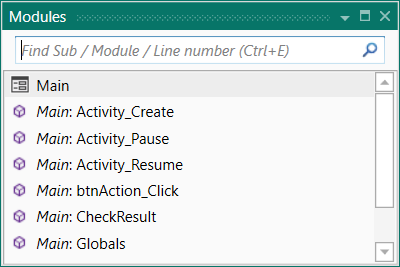 Modules
Find Sub / Module / Line number (Ctrl+E)
Main
Main: Activity_Create
Main: Activity_Pause
Main: Activity_Resume
Main: btnAction_Click
Main: CheckResult
Main: Globals